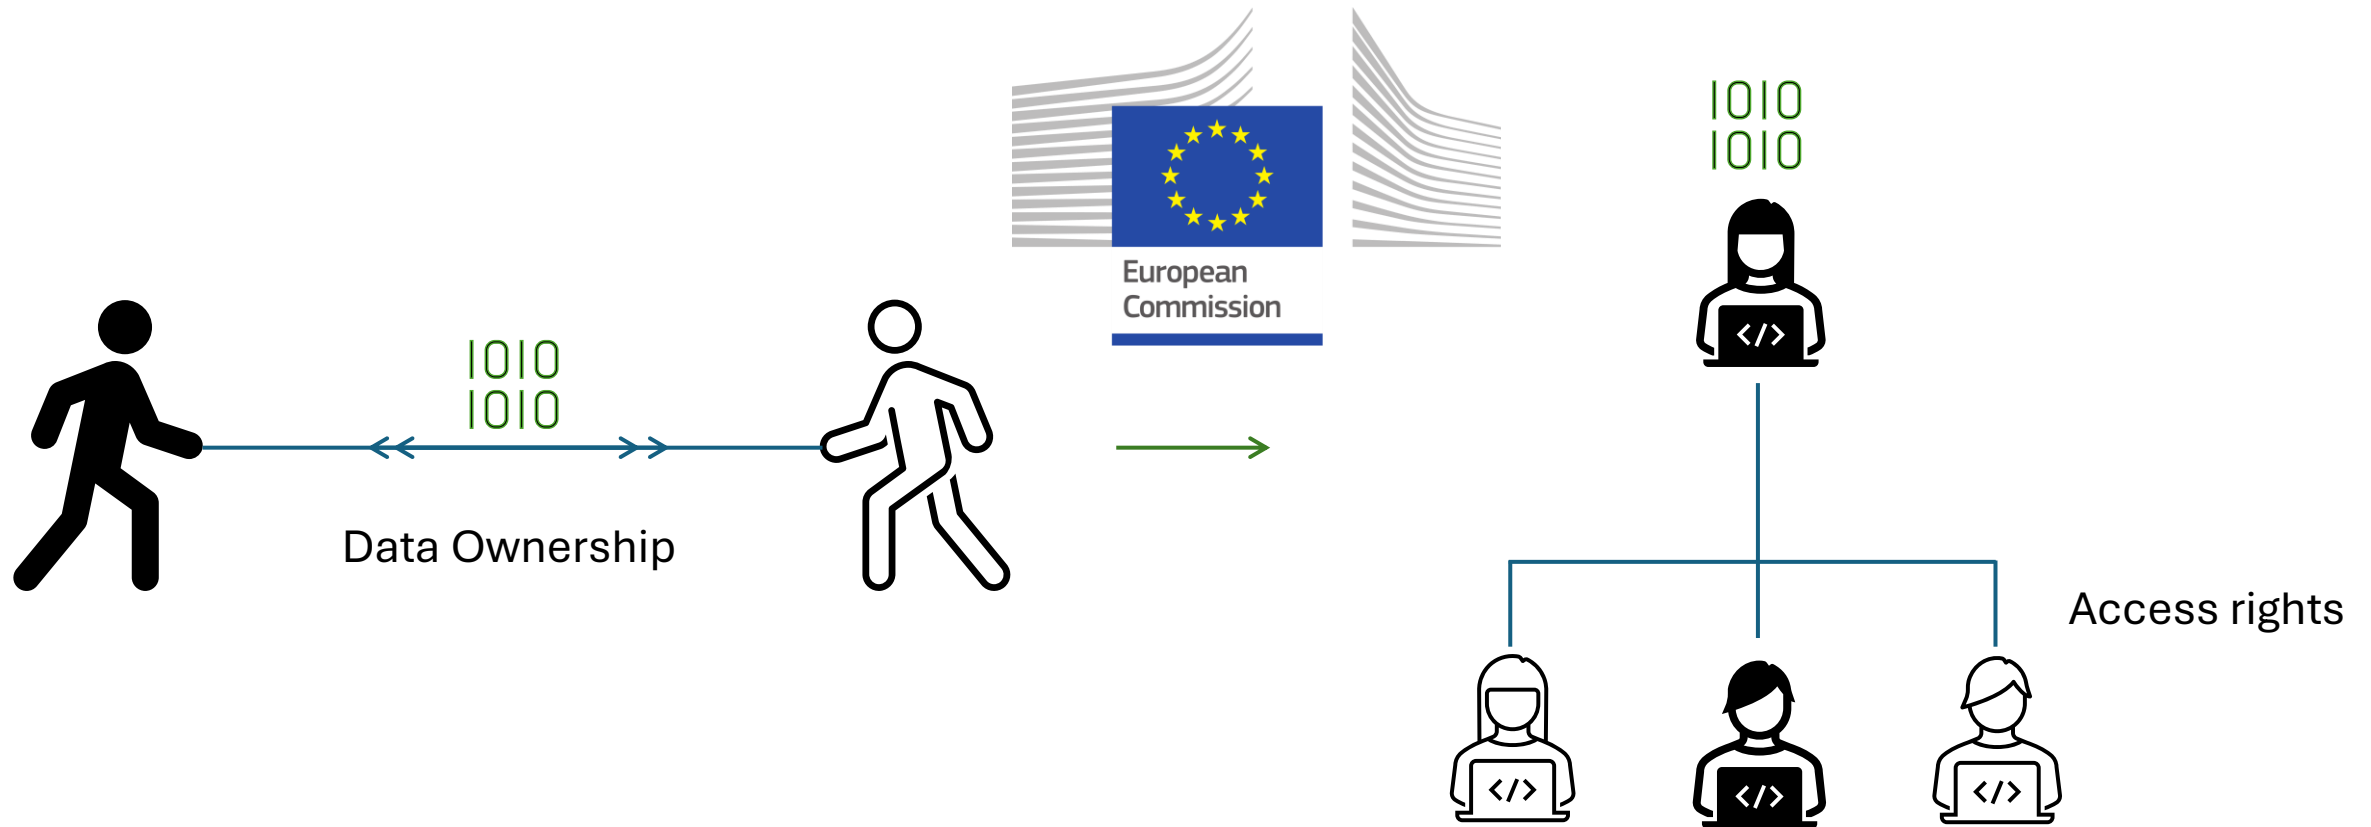 1010
1010
Data Ownership
European
Commission
1010
1010
</>
Access rights
</>
</>
</>